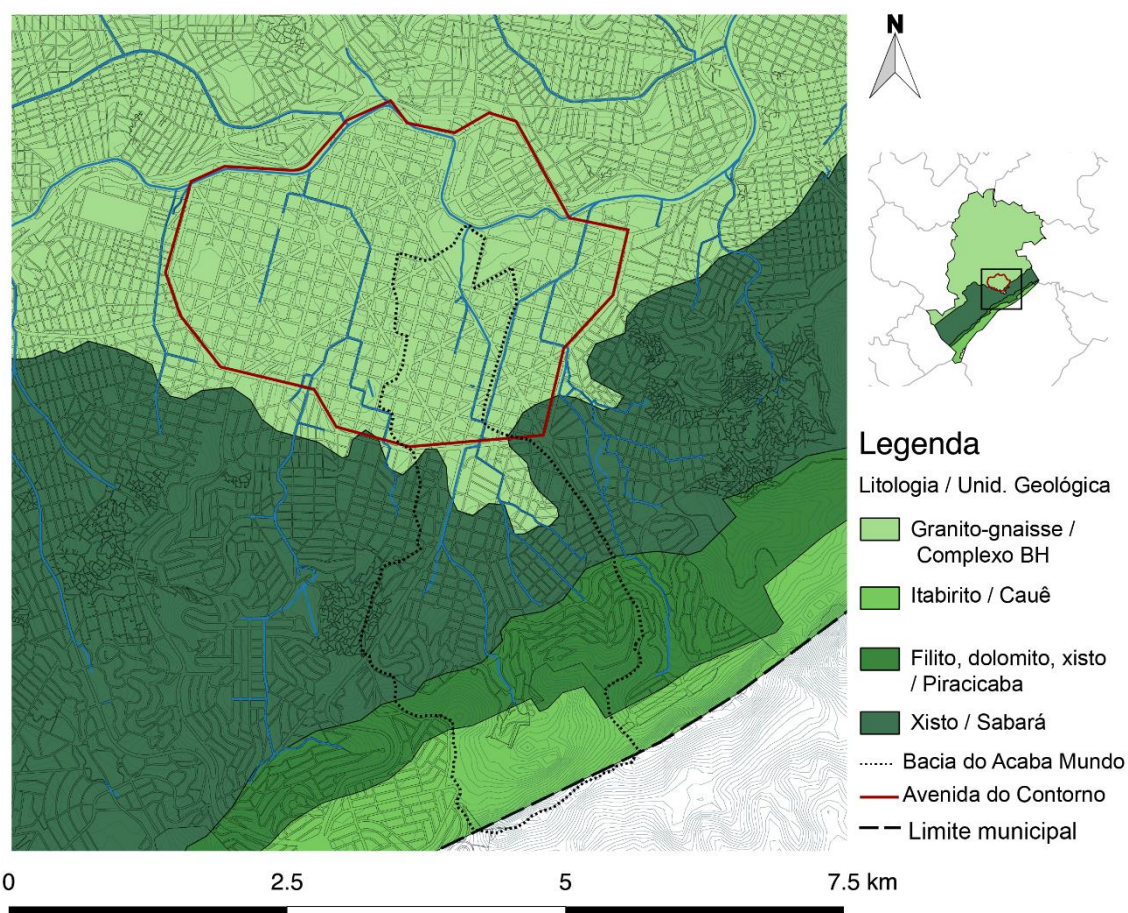 N
Legenda
Litologia / Unid. Geológica
Granito-gnaisse /
Complexo BH
Itabirito / Cauê
Filito, dolomito, xisto
/ Piracicaba
Xisto / Sabará
Bacia do Acaba Mundo
Avenida do Contorno
Limite municipal
0 2.5 5 7.5 km